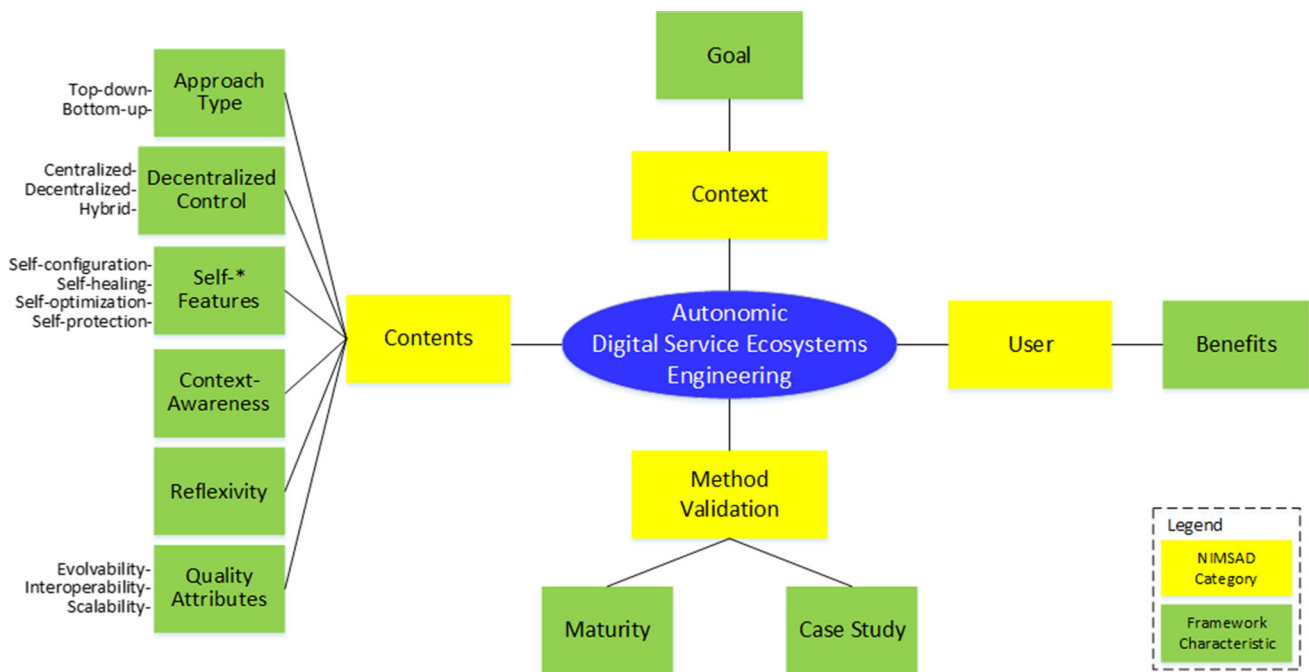 Goal
Context
Autonomic
Digital Service Ecosystems
Engineering
User
Benefits
Contents
Approach
Type
Top-down-
Bottom-up-
Decentralized
Control
Centralized-
Decentralized-
Hybrid-
Self-*
Features
Self-configuration-
Self-healing-
Self-optimization-
Self-protection-
Context-
Awareness
Reflexivity
Quality
Attributes
Evolvability-
Interoperability-
Scalability-
Method
Validation
Maturity
Case Study
Legend
NIMSAD
Category
Framework
Characteristic